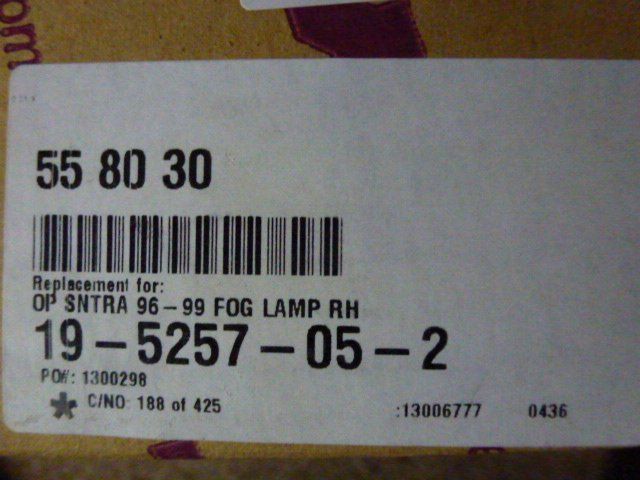 55 80 30
Replacement for:
OP SNTRA 96-99 FOG LAMP RH
19-5257-05-2
PO#: 1300298
* C/NO: 188 of 425
:13006777 0436